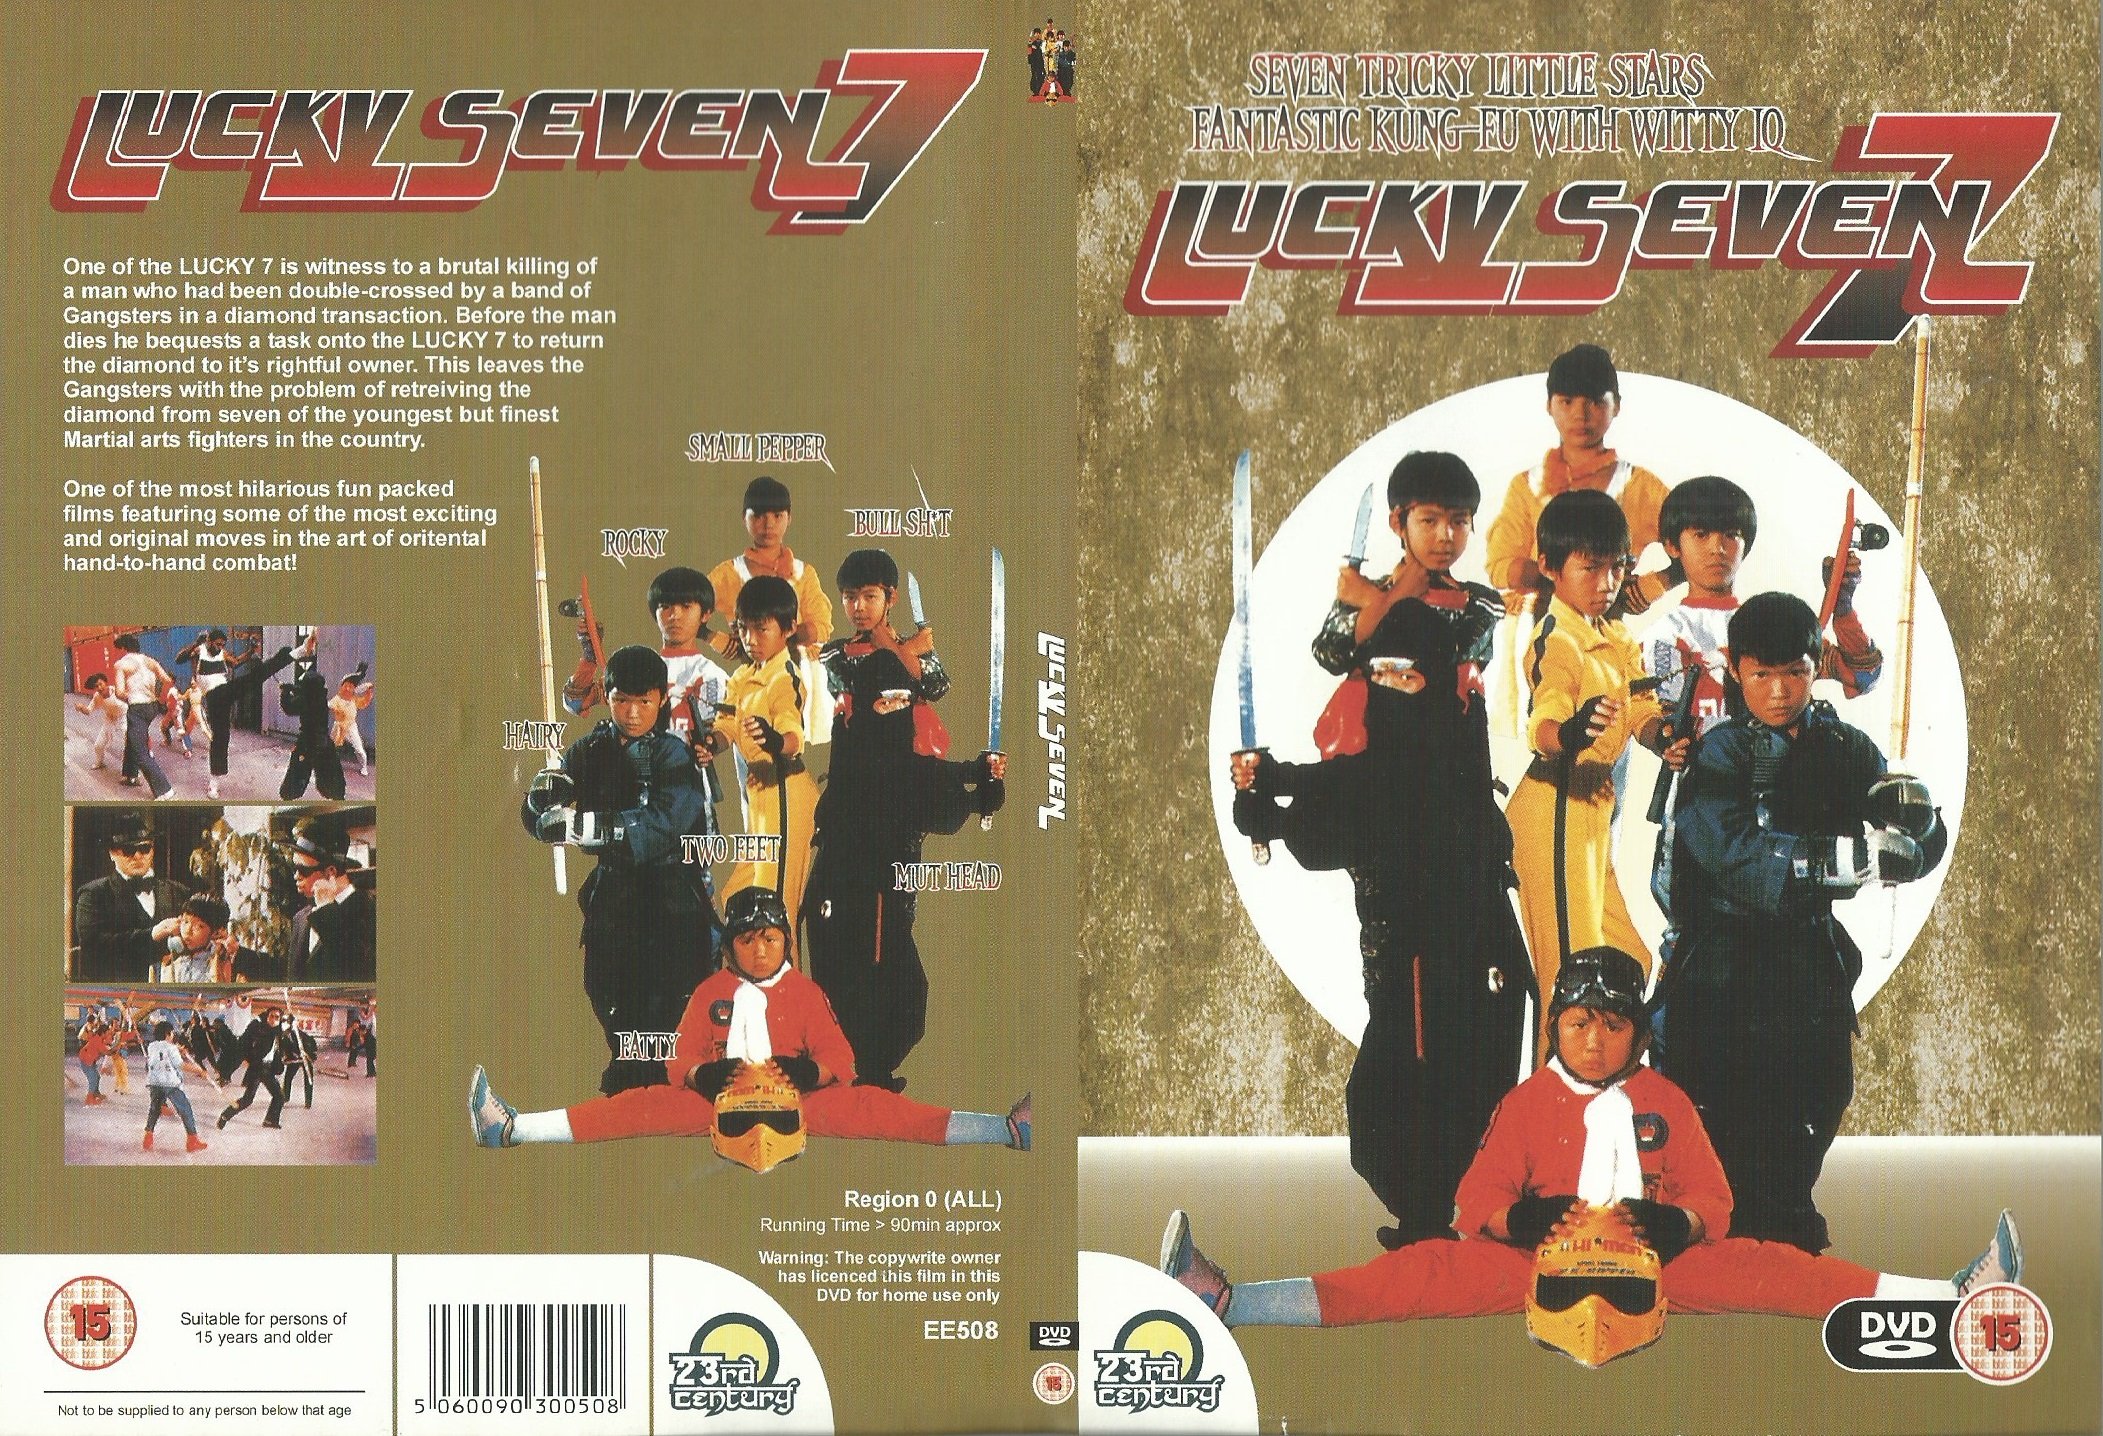 LUCKY SEVEN 7
One of the LUCKY 7 is witness to a brutal killing of
a man who had been double-crossed by a band of
Gangsters in a diamond transaction. Before the man
dies he bequests a task onto the LUCKY 7 to return
the diamond to it's rightful owner. This leaves the
Gangsters with the problem of retreiving the
diamond from seven of the youngest but finest
Martial arts fighters in the country.
One of the most hilarious fun packed
films featuring some of the most exciting
and original moves in the art of oritental
hand-to-hand combat!
SMALL PEPPER
ROCKY
BULL SH*T
HAIRY
TWO FEET
MUT HEAD
FATTY
Region 0 (ALL)
Running Time > 90min approx
Warning: The copywrite owner
has licenced this film in this
DVD for home use only
EE508
15
Suitable for persons of
15 years and older
Not to be supplied to any person below that age
5 060090 300508
23rd
century
LUCKY SEVEN
DVD
15
SEVEN TRICKY LITTLE STARS
FANTASTIC KUNG-FU WITH WITTY IQ
LUCKY SEVEN 7
HI-MAN
23rd
century
DVD
15